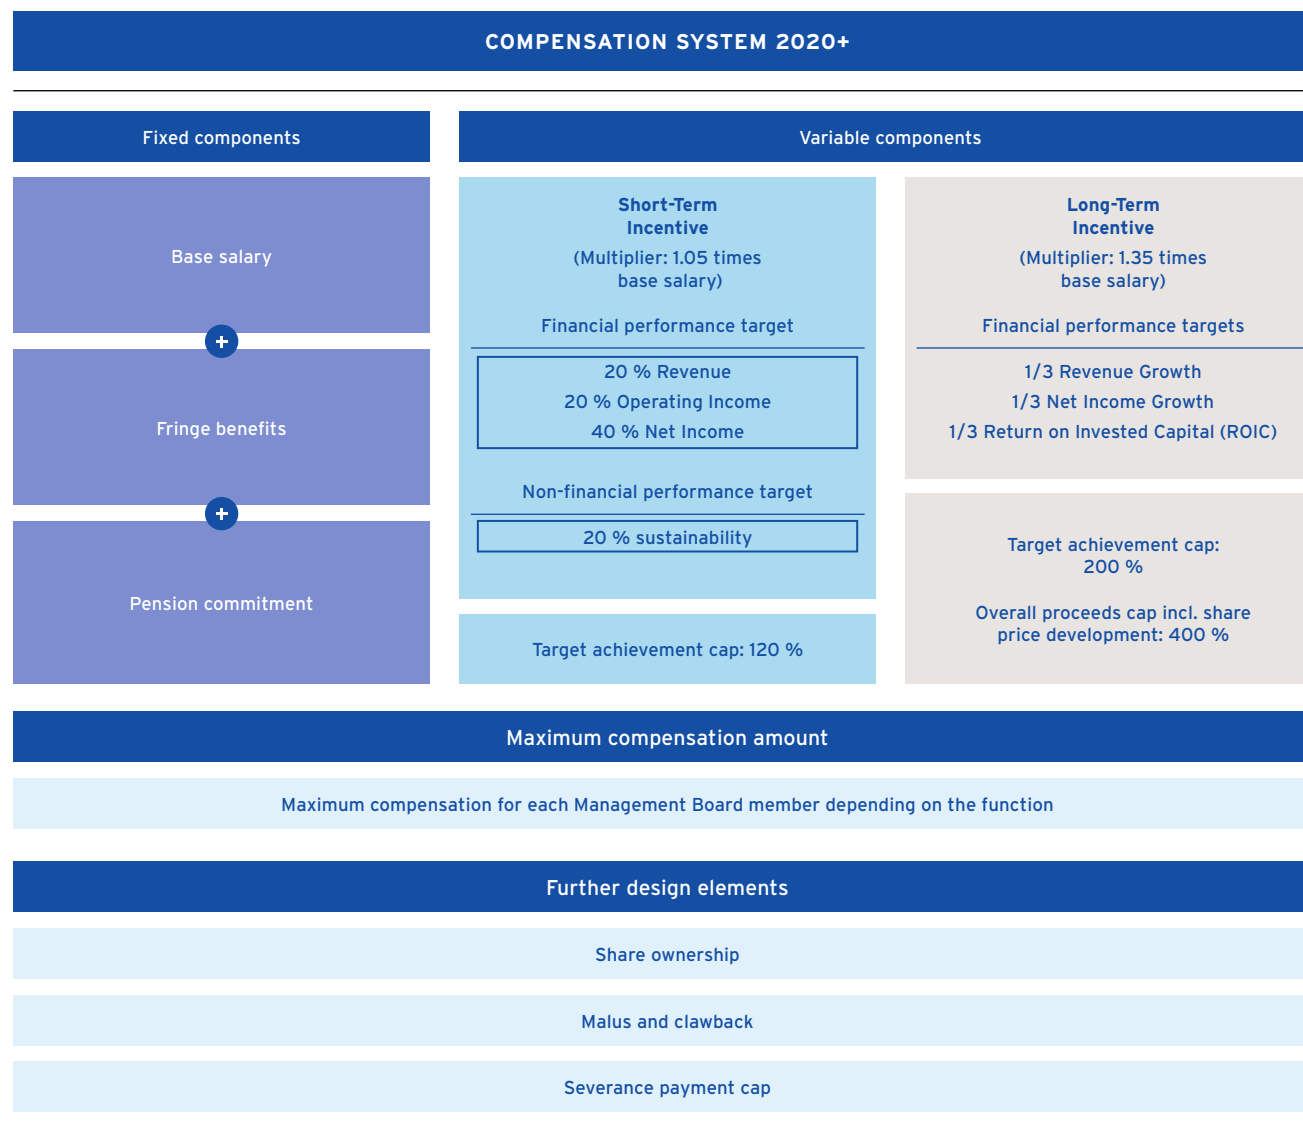 COMPENSATION SYSTEM 2020+
Fixed components
Base salary
+
Fringe benefits
+
Pension commitment
Variable components
Short-Term
Incentive
(Multiplier: 1.05 times
base salary)
Financial performance target
20 % Revenue
20 % Operating Income
40 % Net Income
Non-financial performance target
20 % sustainability
Target achievement cap: 120 %
Long-Term
Incentive
(Multiplier: 1.35 times
base salary)
Financial performance targets
1/3 Revenue Growth
1/3 Net Income Growth
1/3 Return on Invested Capital (ROIC)
Target achievement cap:
200 %
Overall proceeds cap incl. share
price development: 400 %
Maximum compensation amount
Maximum compensation for each Management Board member depending on the function
Further design elements
Share ownership
Malus and clawback
Severance payment cap